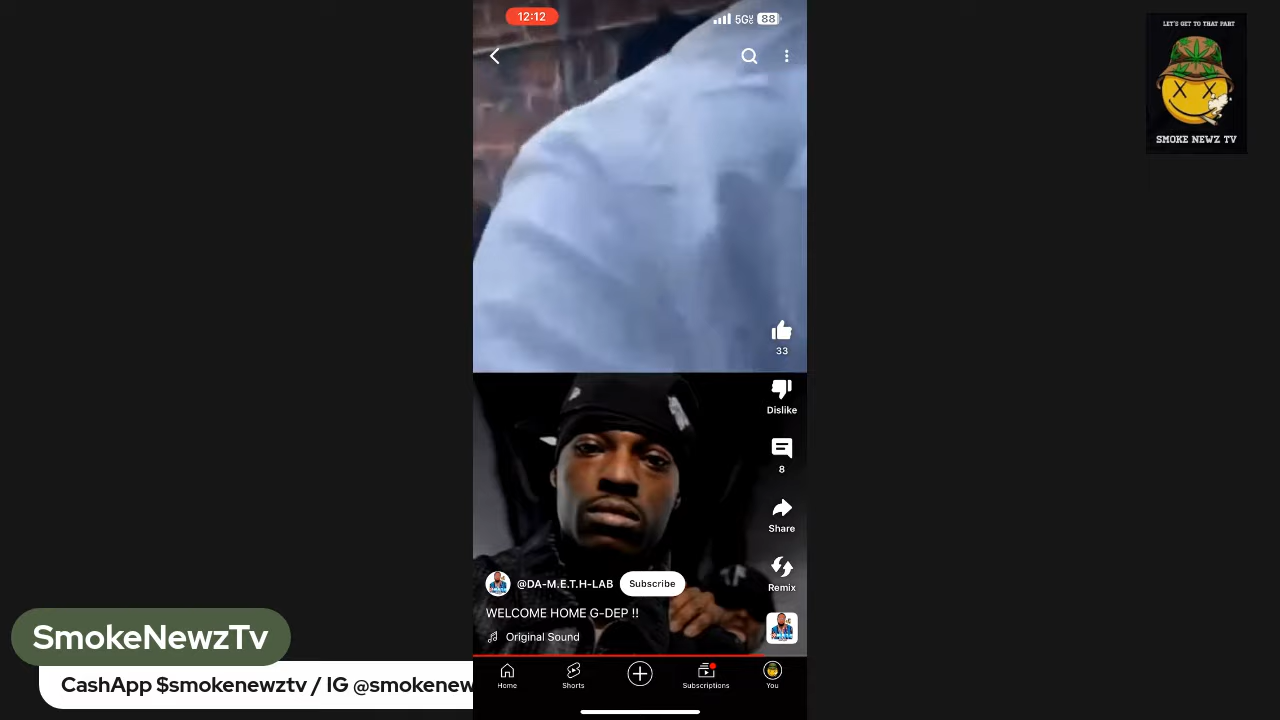 12:12
5G
88
LET'S GET TO THAT PART
SMOKE NEWZ TV
33
Dislike
8
Share
Remix
@DA-M.E.T.H-LAB
Subscribe
WELCOME HOME G-DEP !!
Original Sound
SmokeNewzTv
CashApp $smokenewztv / IG @smokenew
Home
Shorts
Subscriptions
You